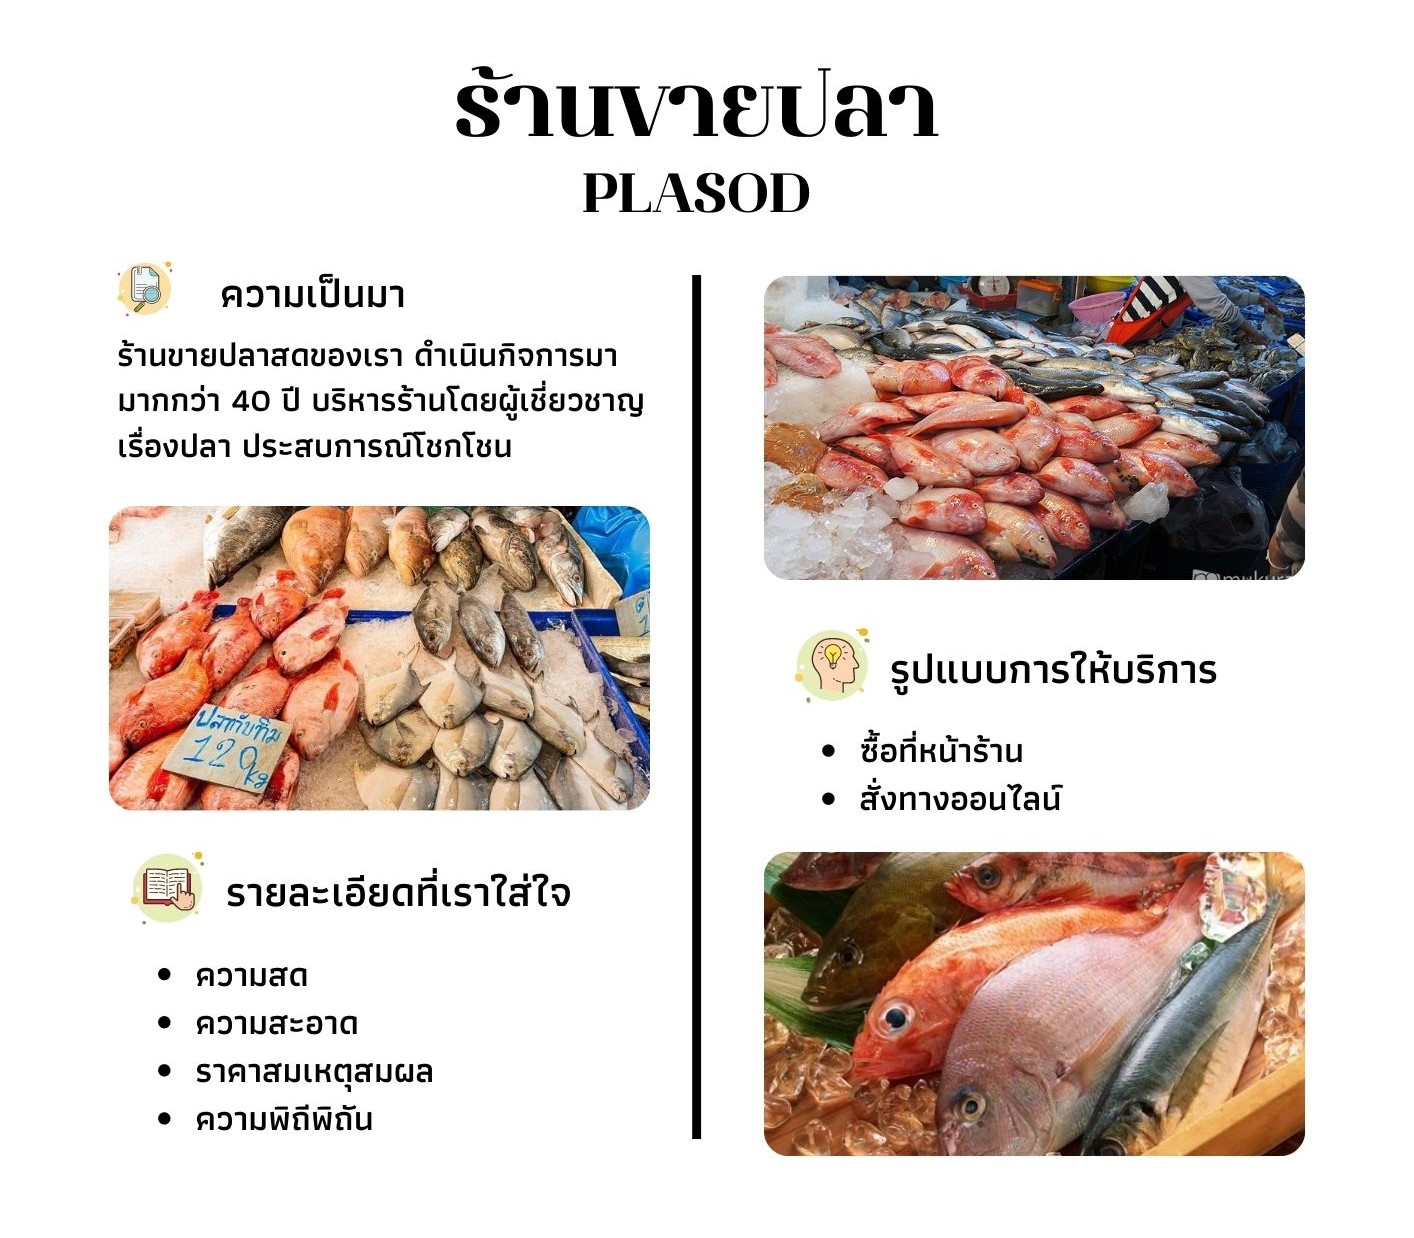 ร้านขายปลา
PLASOD
ความเป็นมา
ร้านขายปลาสดของเรา ดำเนินกิจการมา
มากกว่า 40 ปี บริหารร้านโดยผู้เชี่ยวชาญ
เรื่องปลา ประสบการณ์โชกโชน
ปลาทับทิม
120
kg
รายละเอียดที่เราใส่ใจ
ความสด
ความสะอาด
ราคาสมเหตุสมผล
ความพิถีพิถัน
รูปแบบการให้บริการ
ซื้อที่หน้าร้าน
สั่งทางออนไลน์